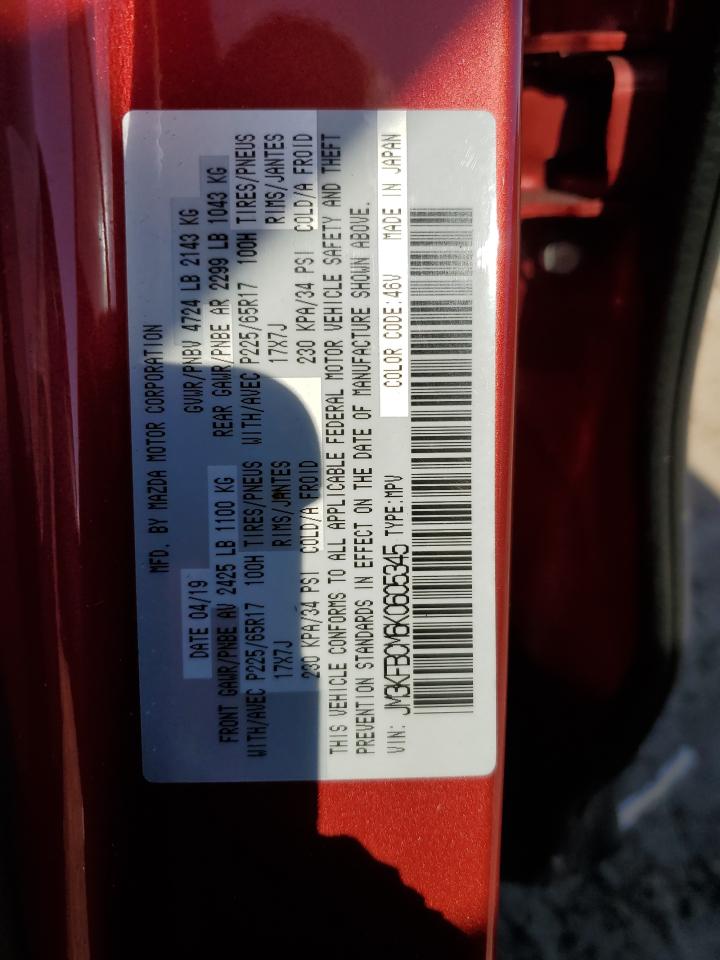 MFD. BY MAZDA MOTOR CORPORATION
DATE 04/19 GVWR/PNBV 4724 LB 2143 KG
FRONT GAWR/PNBE AV 2425 LB 1100 KG REAR GAWR/PNBE AR 2299 LB 1043 KG
WITH/AVEC P225/65R17 100H TIRES/PNEUS WITH/AVEC P225/65R17 100H TIRES/PNEUS
17X7J RIMS/JANTES 17X7J RIMS/JANTES
230 KPA/34 PSI COLD/A FROID 230 KPA/34 PSI COLD/A FROID
THIS VEHICLE CONFORMS TO ALL APPLICABLE FEDERAL MOTOR VEHICLE SAFETY AND THEFT
PREVENTION STANDARDS IN EFFECT ON THE DATE OF MANUFACTURE SHOWN ABOVE.
VIN: JM3KFBCM6K0605345 TYPE:MPV COLOR CODE:46V MADE IN JAPAN